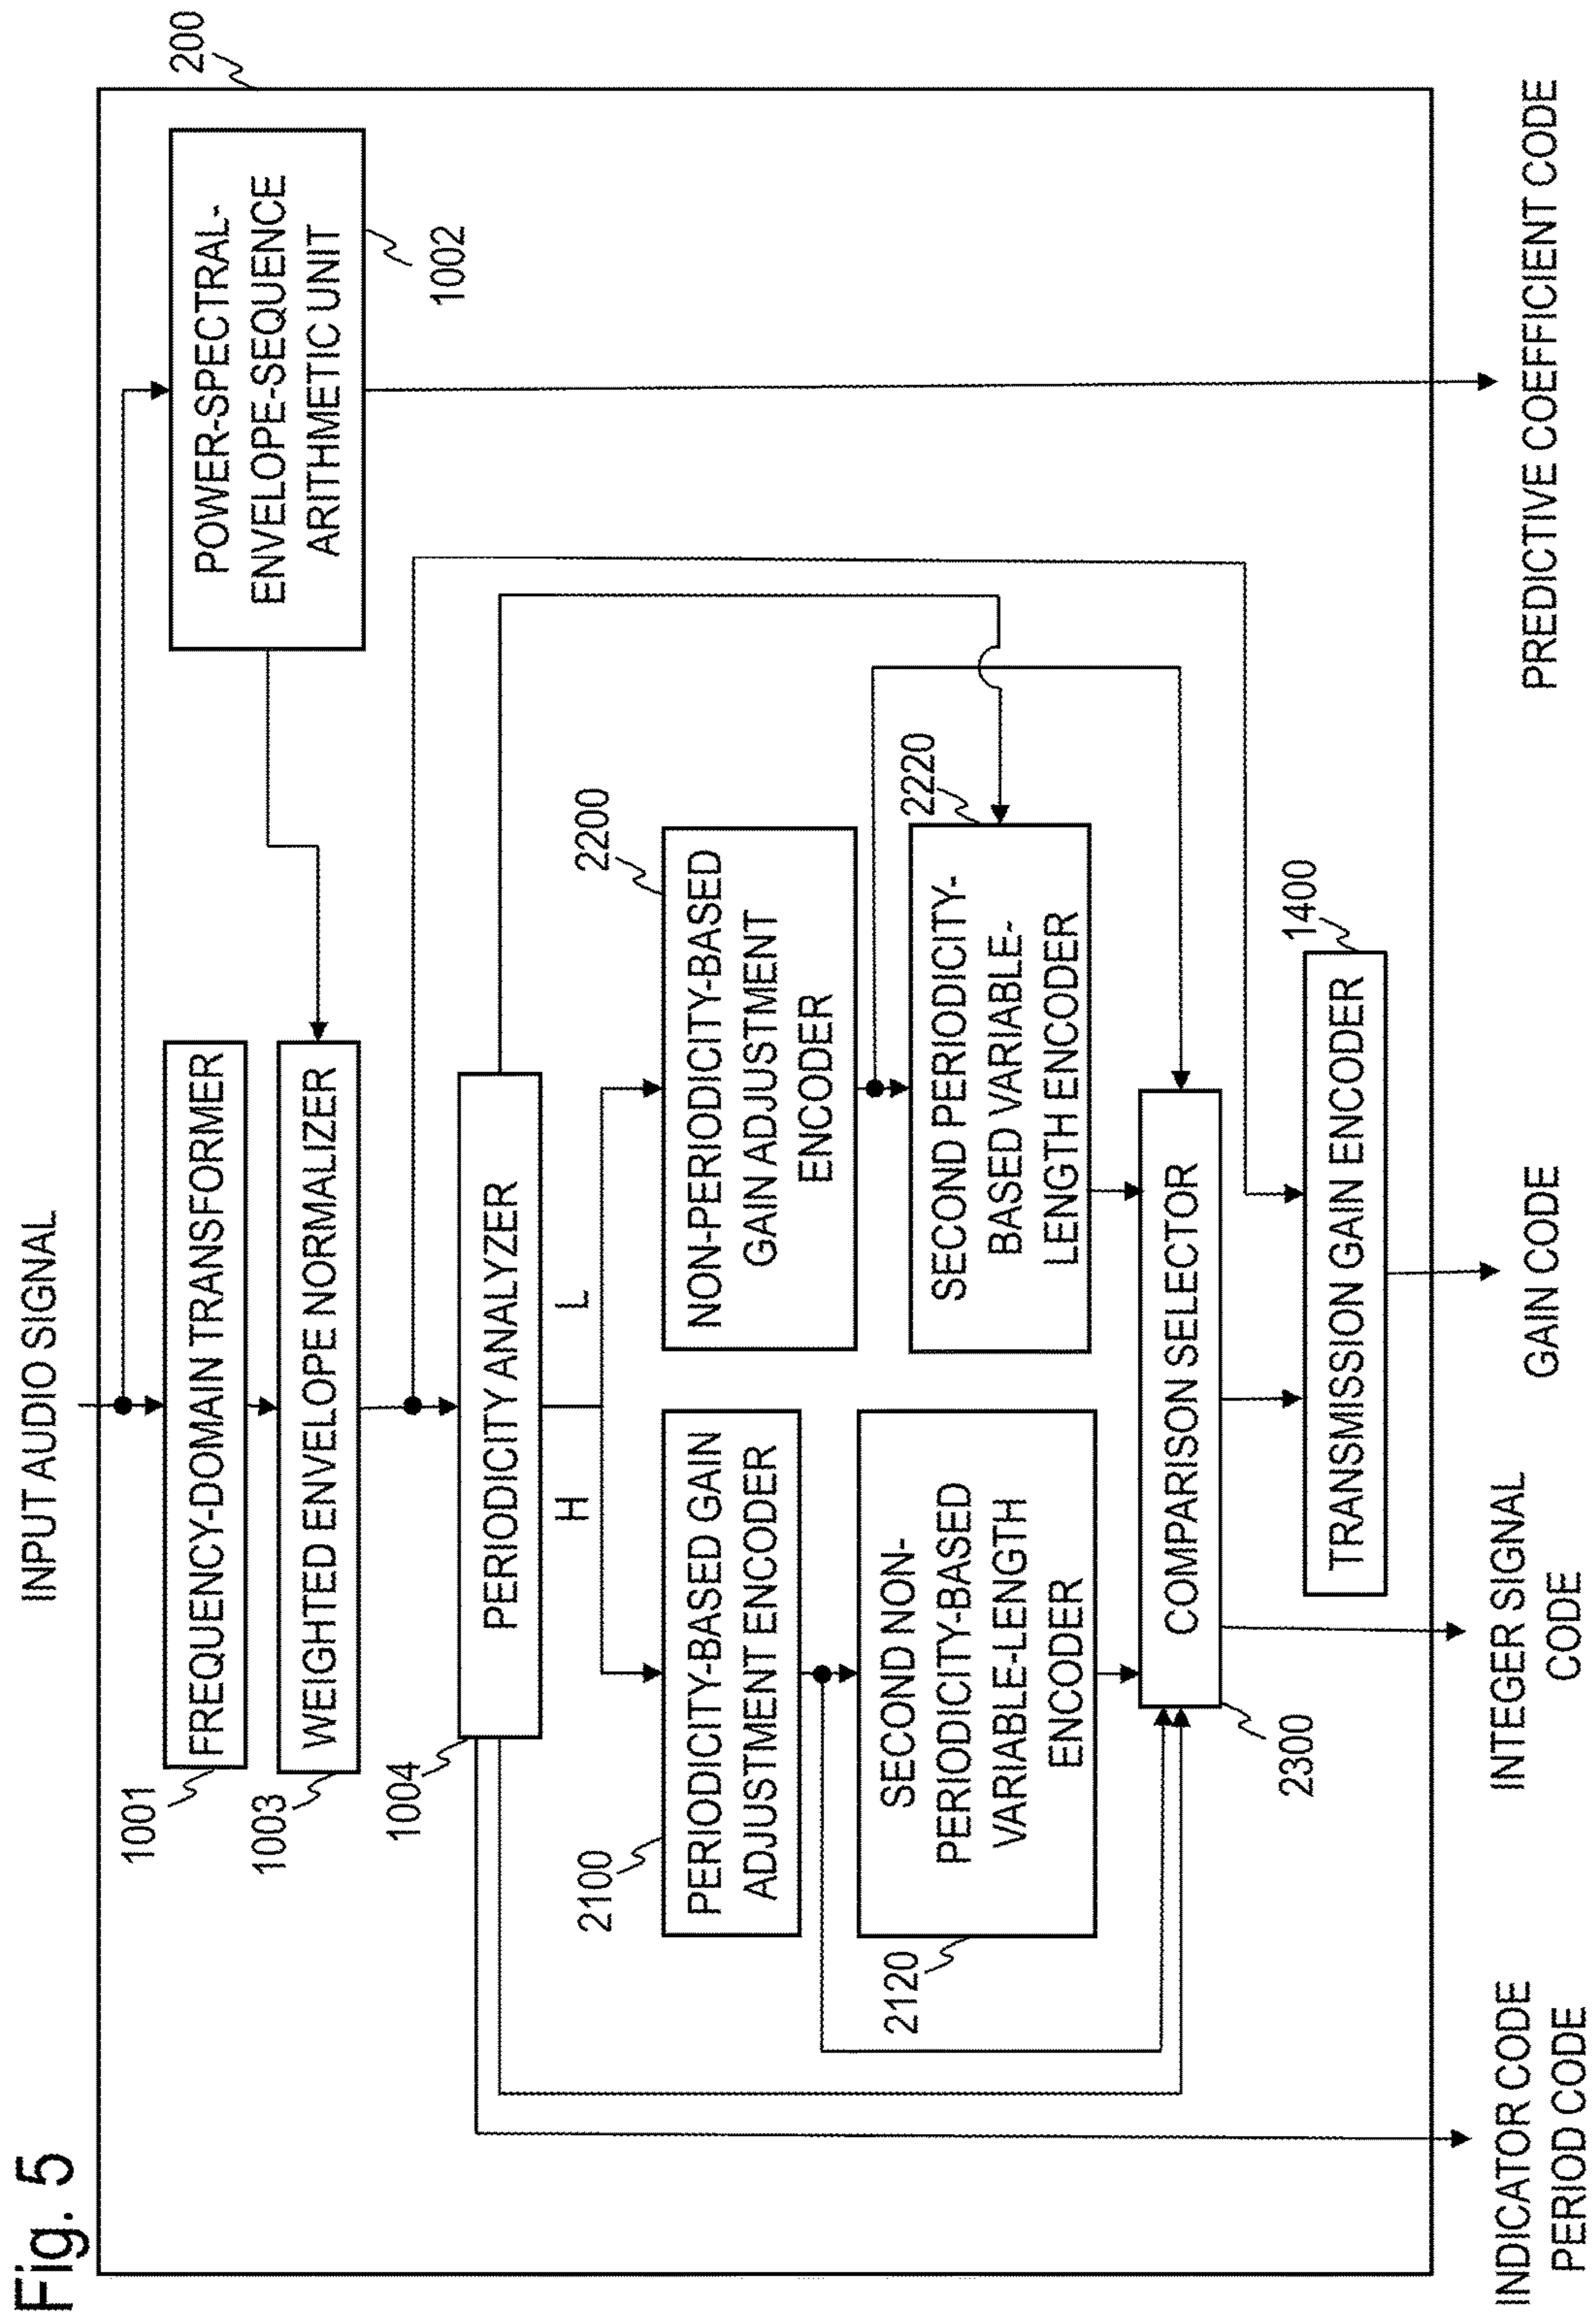 Fig. 5
INPUT AUDIO SIGNAL
200
1001
FREQUENCY-DOMAIN TRANSFORMER
POWER-SPECTRAL-
ENVELOPE-SEQUENCE
ARITHMETIC UNIT
1002
1003
WEIGHTED ENVELOPE NORMALIZER
1004
PERIODICITY ANALYZER
H
L
2100
PERIODICITY-BASED GAIN
ADJUSTMENT ENCODER
2200
NON-PERIODICITY-BASED
GAIN ADJUSTMENT
ENCODER
2120
SECOND NON-
PERIODICITY-BASED
VARIABLE-LENGTH
ENCODER
2220
SECOND PERIODICITY-
BASED VARIABLE-
LENGTH ENCODER
2300
COMPARISON SELECTOR
1400
TRANSMISSION GAIN ENCODER
INDICATOR CODE
PERIOD CODE
INTEGER SIGNAL
CODE
GAIN CODE
PREDICTIVE COEFFICIENT CODE